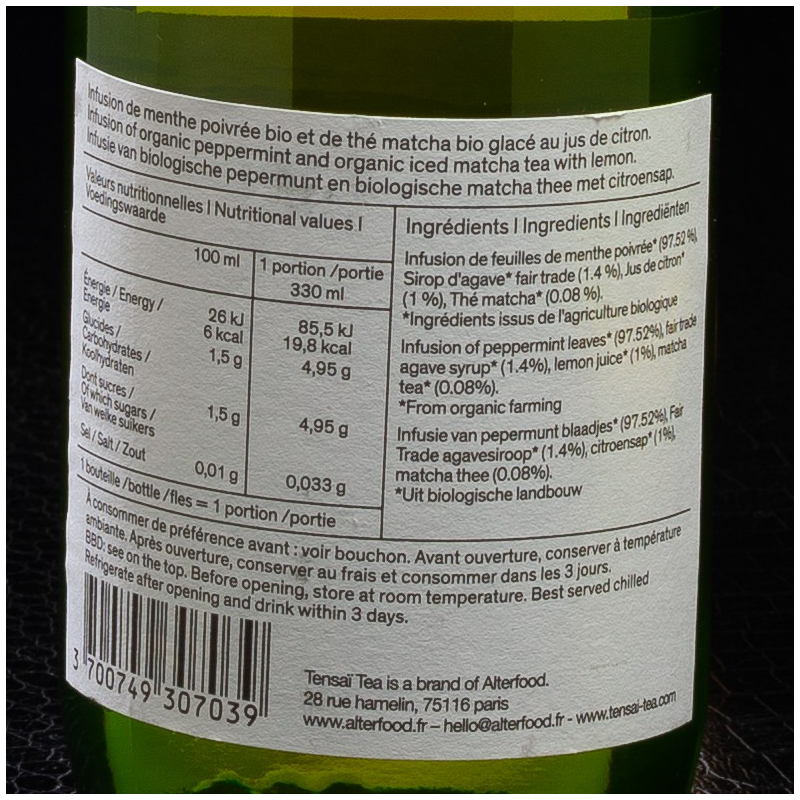 Infusion de menthe poivrée bio et de thé matcha bio glacé au jus de citron.
Infusion of organic peppermint and organic iced matcha tea with lemon.
Infusie van biologische pepermunt en biologische matcha thee met citroensap.
Valeurs nutritionnelles I Nutritional values I
Voedingswaarde
100 ml
1 portion /portie
330 ml
Énergie / Energy /
Energie
26 kJ
6 kcal
85,5 kJ
19,8 kcal
Glucides /
Carbohydrates /
Koolhydraten
1,5 g
4,95 g
Dont sucres /
Of which sugars /
Van welke suikers
1,5 g
4,95 g
Sel / Salt / Zout
0,01 g
0,033 g
1 bouteille /bottle /fles = 1 portion /portie
Ingrédients I Ingredients I Ingrediënten
Infusion de feuilles de menthe poivrée* (97.52 %),
Sirop d'agave* fair trade (1.4 %), Jus de citron*
(1 %), Thé matcha* (0.08 %).
*Ingrédients issus de l'agriculture biologique
Infusion of peppermint leaves* (97.52%), fair trade
agave syrup* (1.4%), lemon juice* (1%), matcha
tea* (0.08%).
*From organic farming
Infusie van pepermunt blaadjes* (97.52%), Fair
Trade agavesiroop* (1.4%), citroensap* (1%),
matcha thee (0.08%).
*Uit biologische landbouw
À consommer de préférence avant : voir bouchon. Avant ouverture, conserver à température
ambiante. Après ouverture, conserver au frais et consommer dans les 3 jours.
BBD: see on the top. Before opening, store at room temperature. Best served chilled
Refrigerate after opening and drink within 3 days.
3 700749 307039
Tensaï Tea is a brand of Alterfood.
28 rue hamelin, 75116 paris
www.alterfood.fr – hello@alterfood.fr - www.tensai-tea.com